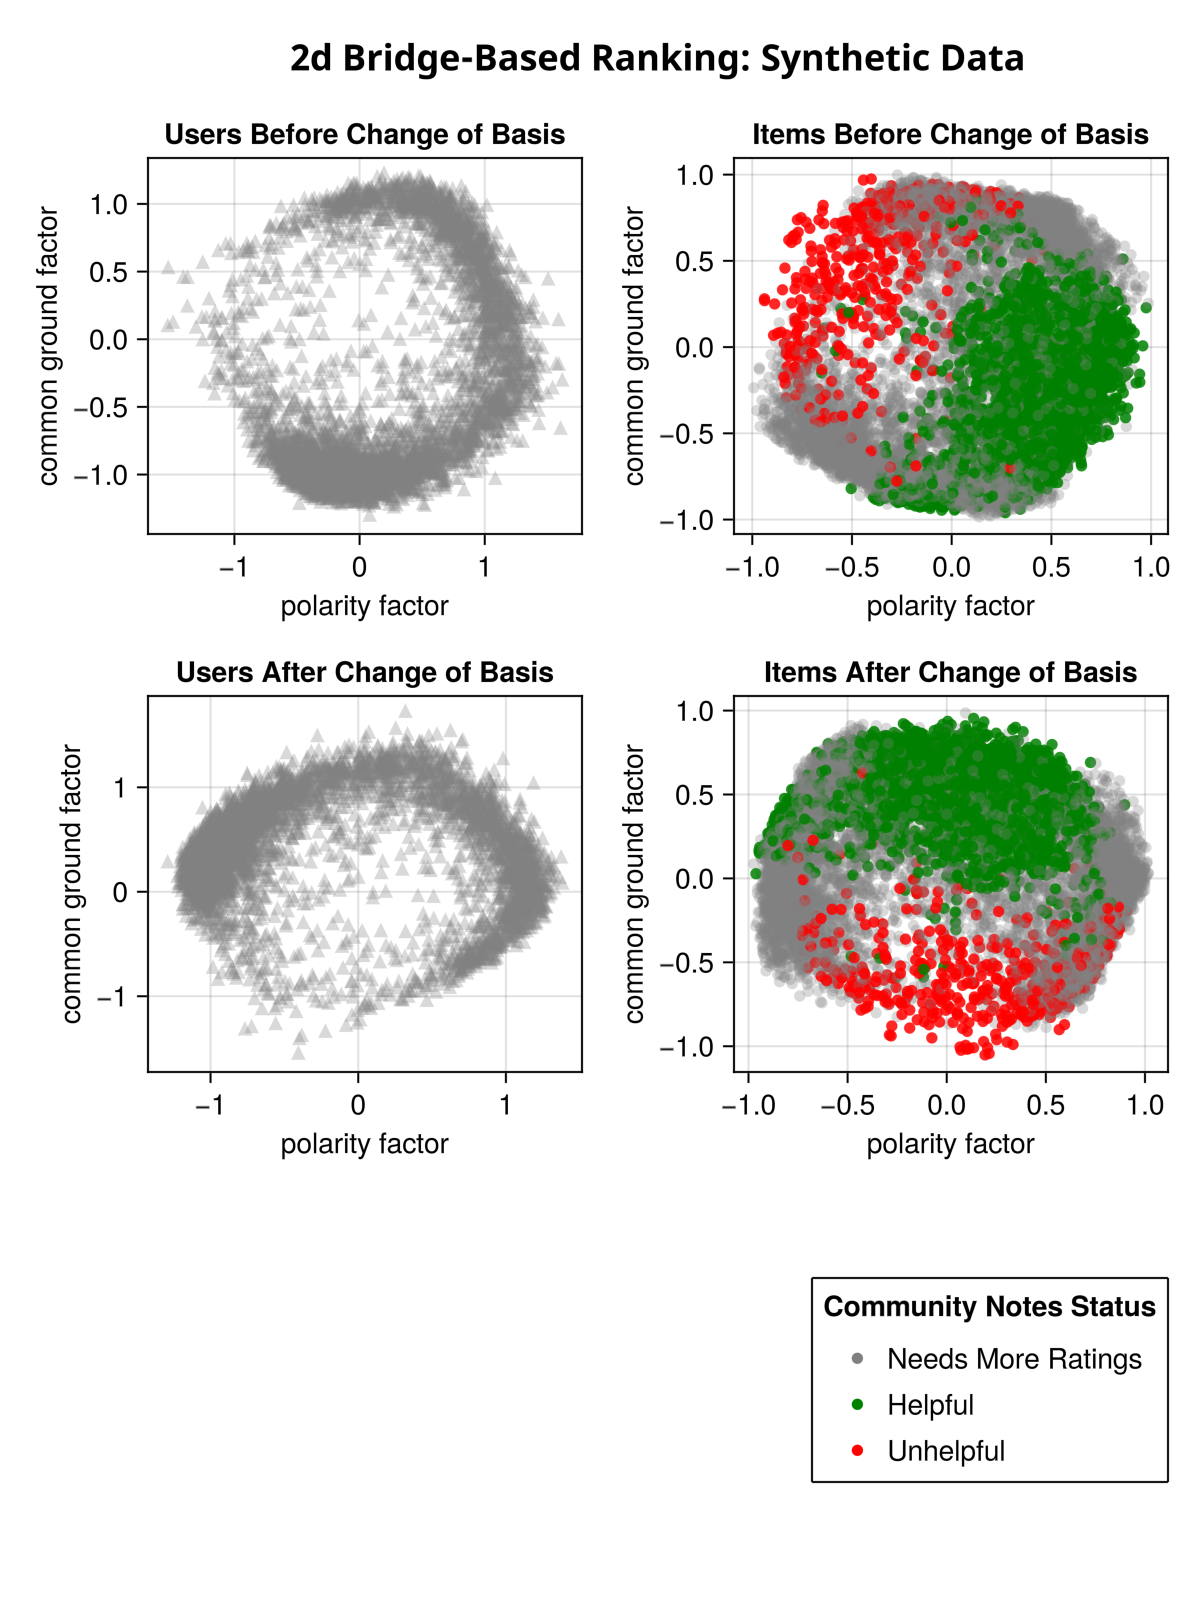 2d Bridge-Based Ranking: Synthetic Data
Users Before Change of Basis
common ground factor
1.0
0.5
0.0
−0.5
−1.0
−1
0
1
polarity factor
Items Before Change of Basis
common ground factor
1.0
0.5
0.0
−0.5
−1.0
−1.0
−0.5
0.0
0.5
1.0
polarity factor
Users After Change of Basis
common ground factor
1
0
−1
−1
0
1
polarity factor
Items After Change of Basis
common ground factor
1.0
0.5
0.0
−0.5
−1.0
−1.0
−0.5
0.0
0.5
1.0
polarity factor
Community Notes Status
Needs More Ratings
Helpful
Unhelpful